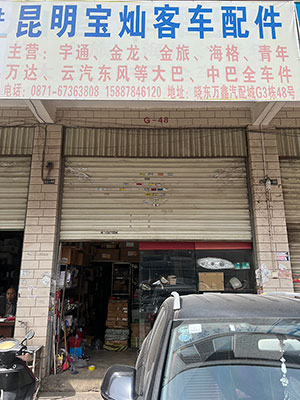 昆明宝灿客车配件
主营：宇通、金龙、金旅、海格、青年
万达、云汽东风等大巴、中巴全车件
电话：0871-67363808 15887846120 地址：晓东万鑫汽配城G3栋48号
G-48